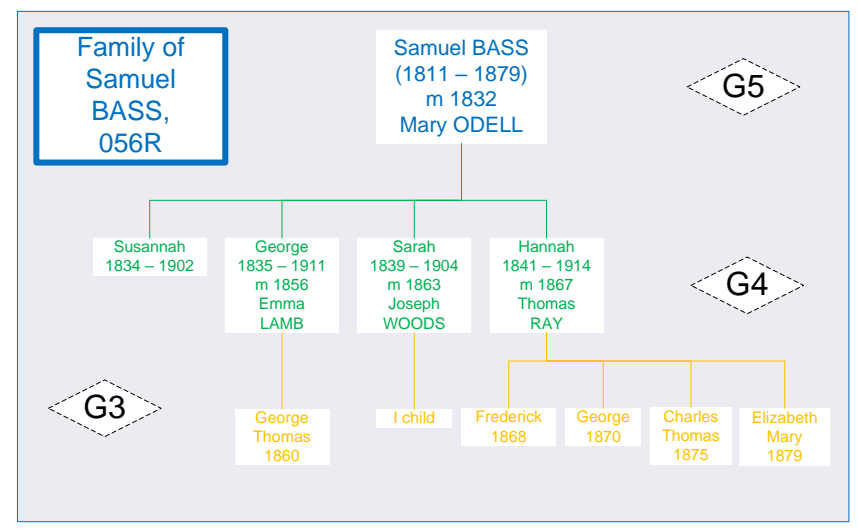 Family of
Samuel
BASS,
056R
Samuel BASS
(1811 – 1879)
m 1832
Mary ODELL
G5
Susannah
1834 – 1902
George
1835 – 1911
m 1856
Emma
LAMB
Sarah
1839 – 1904
m 1863
Joseph
WOODS
Hannah
1841 – 1914
m 1867
Thomas
RAY
G4
G3
George
Thomas
1860
I child
Frederick
1868
George
1870
Charles
Thomas
1875
Elizabeth
Mary
1879